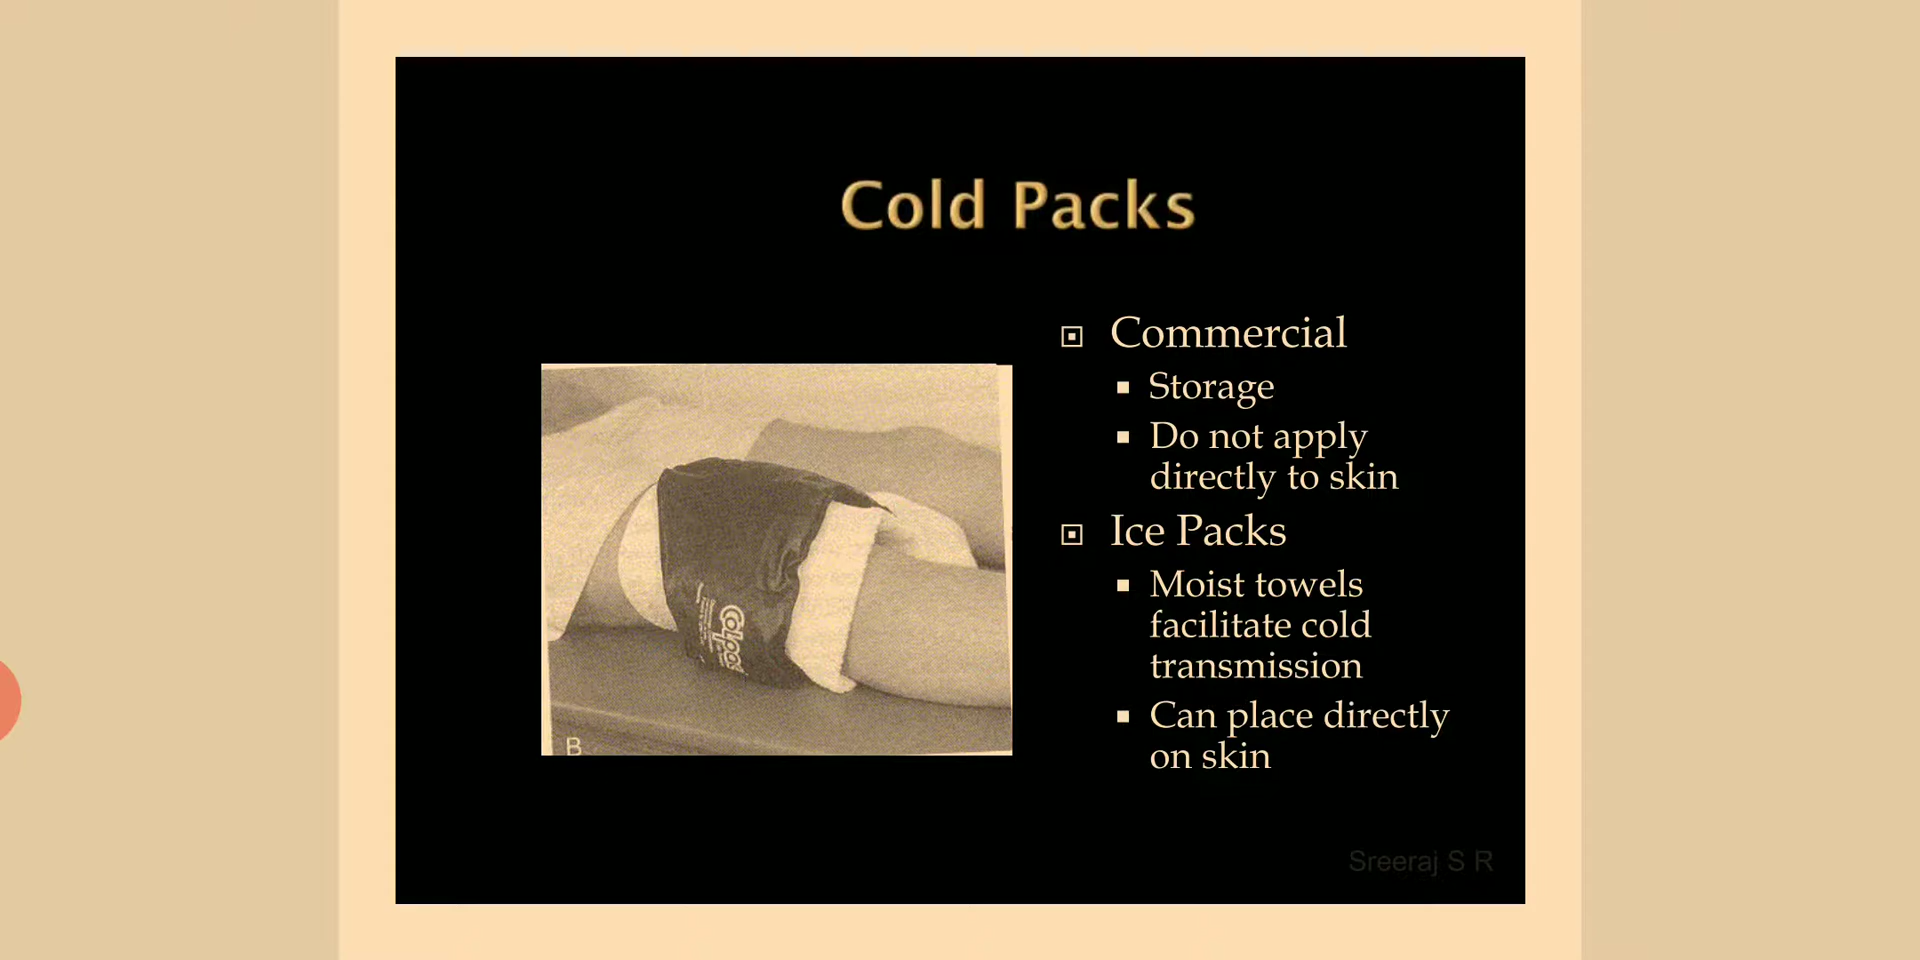 Cold Packs
Commercial
Storage
Do not apply
directly to skin
Ice Packs
Moist towels
facilitate cold
transmission
Can place directly
on skin
B
Sreeraj S R